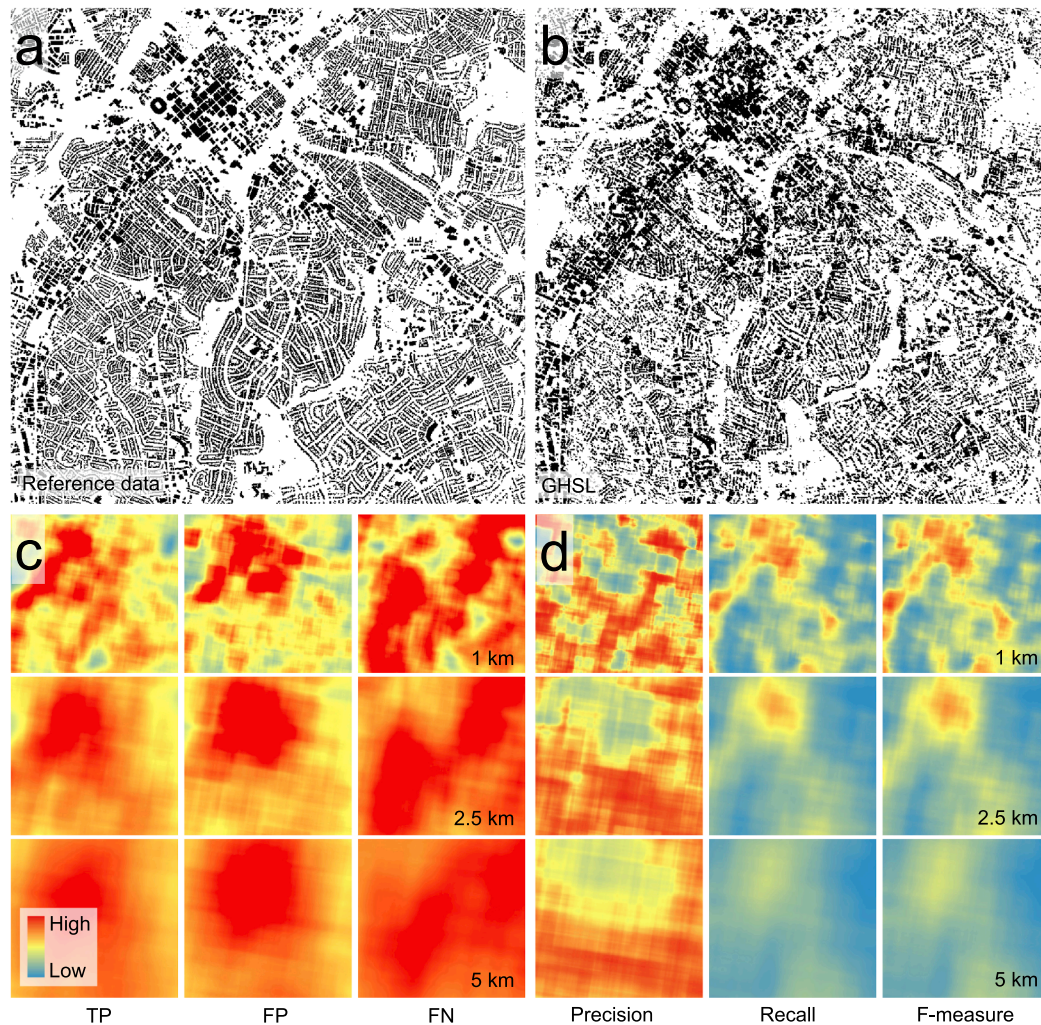 a
b
Reference data
GHSL
c
d
1 km
1 km
2.5 km
2.5 km
High
Low
5 km
5 km
TP FP FN Precision Recall F-measure